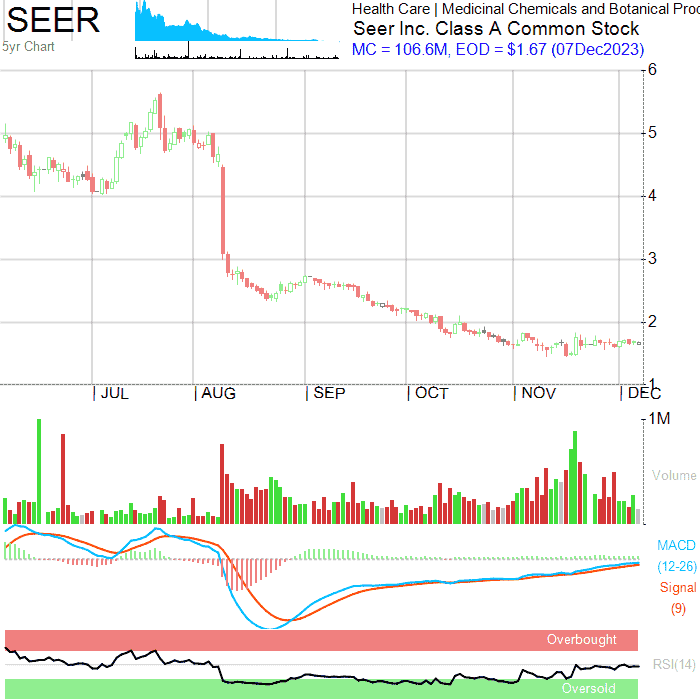 SEER
5yr Chart
Health Care | Medicinal Chemicals and Botanical Proc
Seer Inc. Class A Common Stock
MC = 106.6M, EOD = $1.67 (07Dec2023)
6
5
4
3
2
1
JUL AUG SEP OCT NOV DEC
1M
Volume
MACD
(12-26)
Signal
(9)
Overbought
RSI(14)
Oversold